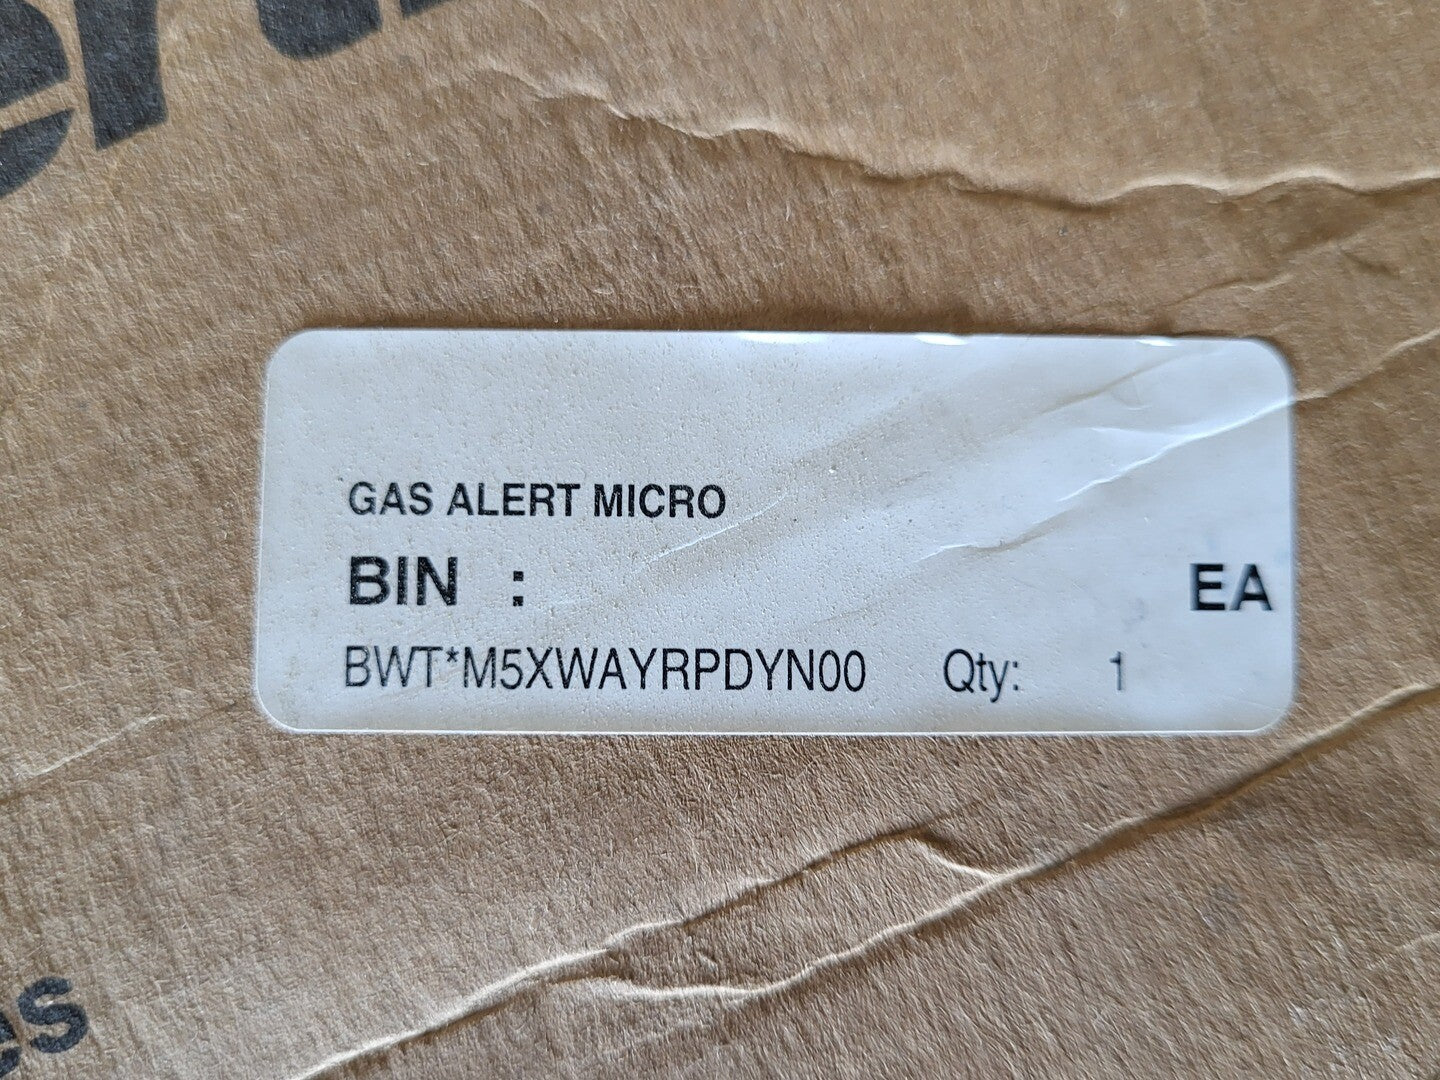 GAS ALERT MICRO
BIN : EA
BWT*M5XWAYRPDYN00 Qty: 1